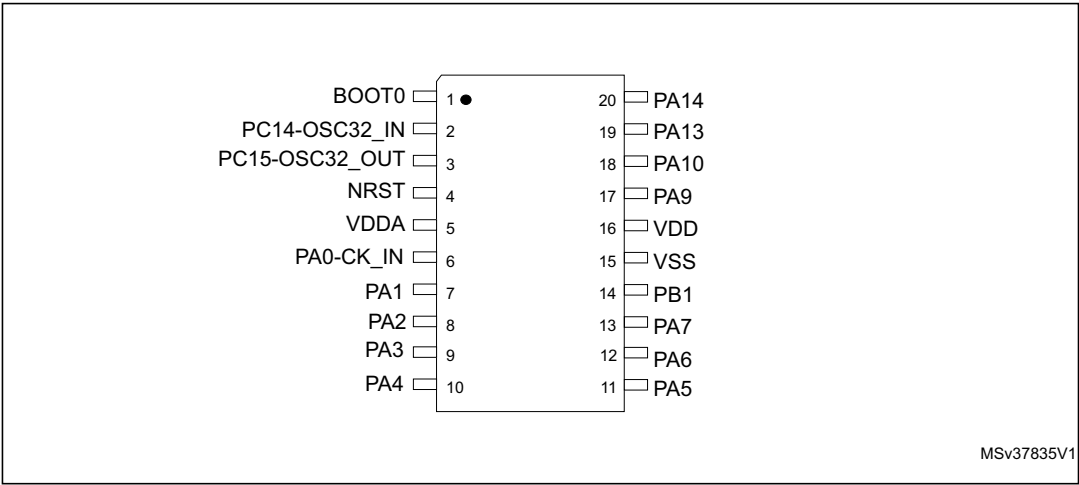 BOOT0 1 20 PA14
PC14-OSC32_IN 2 19 PA13
PC15-OSC32_OUT 3 18 PA10
NRST 4 17 PA9
VDDA 5 16 VDD
PA0-CK_IN 6 15 VSS
PA1 7 14 PB1
PA2 8 13 PA7
PA3 9 12 PA6
PA4 10 11 PA5
MSv37835V1